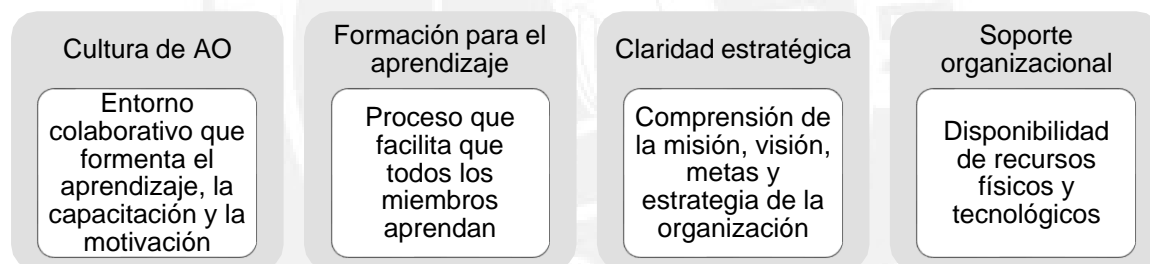 Cultura de AO
Entorno
colaborativo que
formenta el
aprendizaje, la
capacitación y la
motivación
Formación para el
aprendizaje
Proceso que
facilita que
todos los
miembros
aprendan
Claridad estratégica
Comprensión de
la misión, visión,
metas y
estrategia de la
organización
Soporte
organizacional
Disponibilidad
de recursos
físicos y
tecnológicos